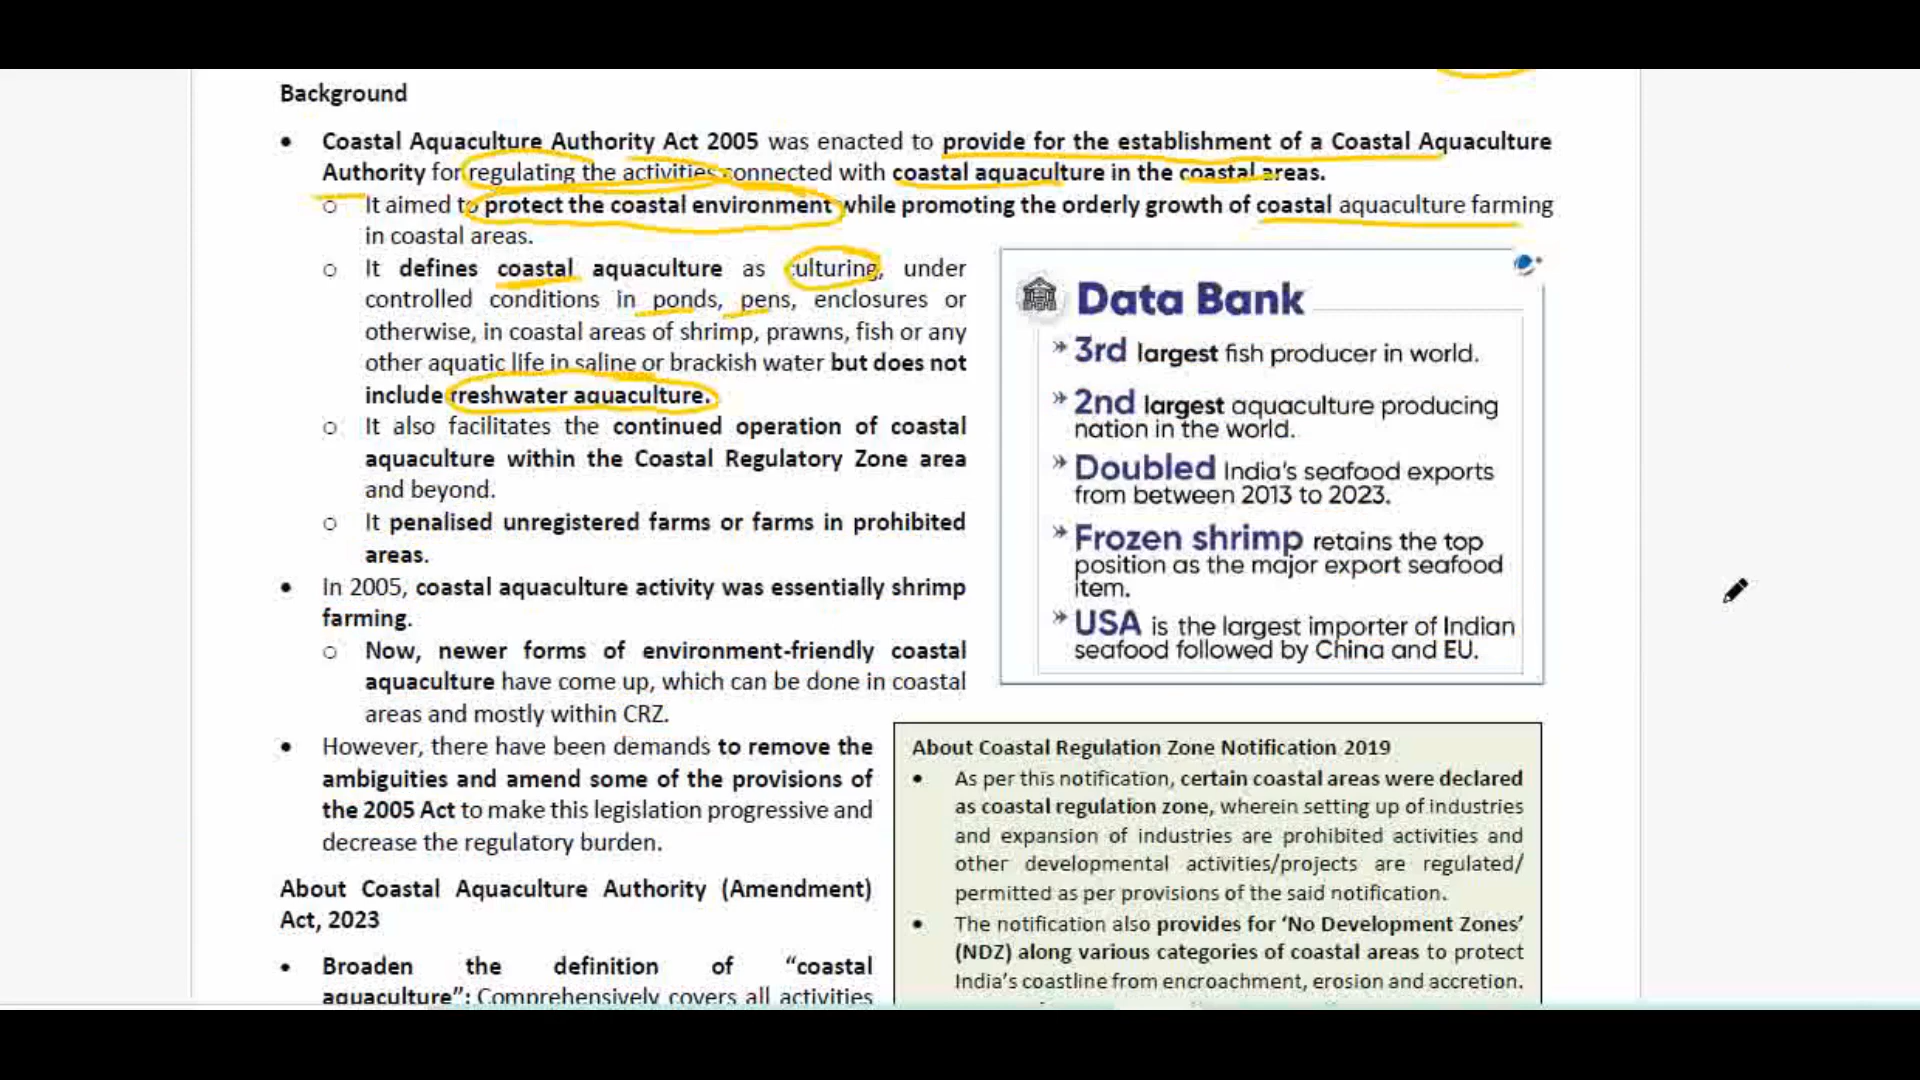 Background
• Coastal Aquaculture Authority Act 2005 was enacted to provide for the establishment of a Coastal Aquaculture
Authority for regulating the activities connected with coastal aquaculture in the coastal areas.
o It aimed to protect the coastal environment while promoting the orderly growth of coastal aquaculture farming
in coastal areas.
o It defines coastal aquaculture as culturing, under
controlled conditions in ponds, pens, enclosures or
otherwise, in coastal areas of shrimp, prawns, fish or any
other aquatic life in saline or brackish water but does not
include freshwater aquaculture.
o It also facilitates the continued operation of coastal
aquaculture within the Coastal Regulatory Zone area
and beyond.
o It penalised unregistered farms or farms in prohibited
areas.
• In 2005, coastal aquaculture activity was essentially shrimp
farming.
o Now, newer forms of environment-friendly coastal
aquaculture have come up, which can be done in coastal
areas and mostly within CRZ.
• However, there have been demands to remove the
ambiguities and amend some of the provisions of
the 2005 Act to make this legislation progressive and
decrease the regulatory burden.
About Coastal Aquaculture Authority (Amendment)
Act, 2023
• Broaden the definition of “coastal
aquaculture”: Comprehensively covers all activities
Data Bank
» 3rd largest fish producer in world.
» 2nd largest aquaculture producing
nation in the world.
» Doubled India’s seafood exports
from between 2013 to 2023.
» Frozen shrimp retains the top
position as the major export seafood
item.
» USA is the largest importer of Indian
seafood followed by China and EU.
About Coastal Regulation Zone Notification 2019
• As per this notification, certain coastal areas were declared
as coastal regulation zone, wherein setting up of industries
and expansion of industries are prohibited activities and
other developmental activities/projects are regulated/
permitted as per provisions of the said notification.
• The notification also provides for ‘No Development Zones’
(NDZ) along various categories of coastal areas to protect
India’s coastline from encroachment, erosion and accretion.